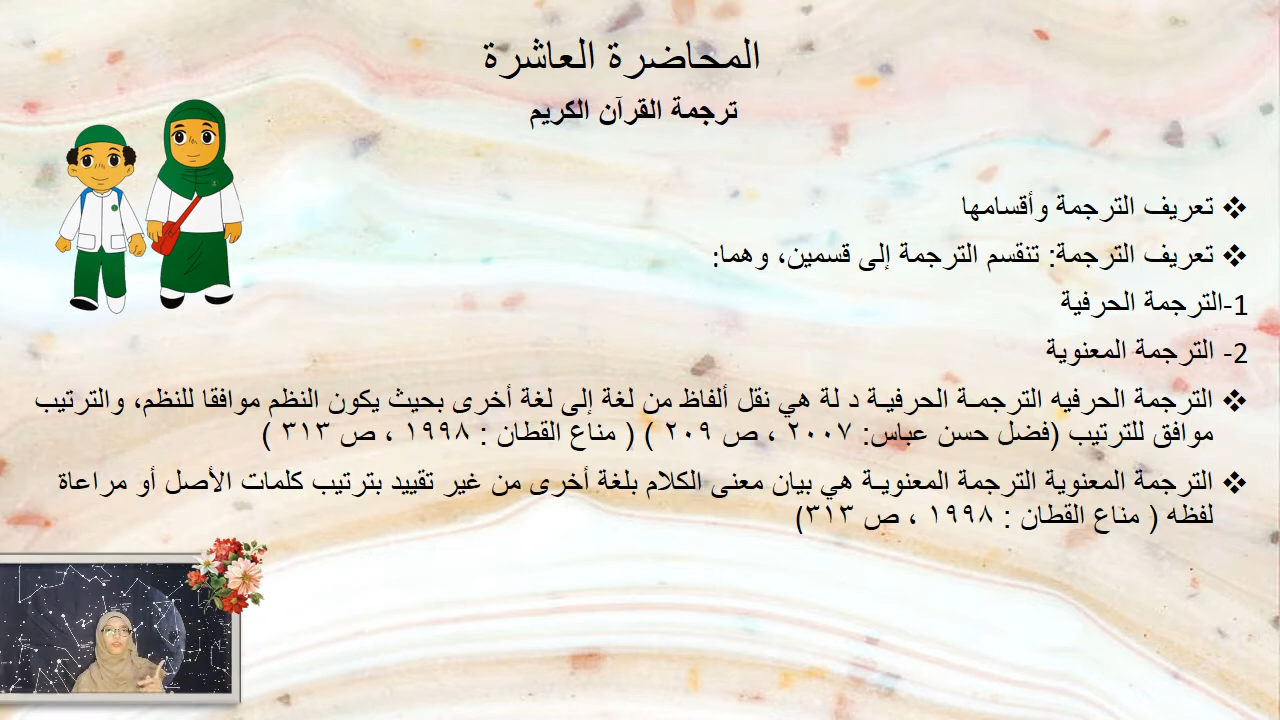 المحاضرة العاشرة
ترجمة القرآن الكريم
❖ تعريف الترجمة وأقسامها
❖ تعريف الترجمة: تنقسم الترجمة إلى قسمين، وهما:
1-الترجمة الحرفية
2- الترجمة المعنوية
❖ الترجمة الحرفيه الترجمـة الحرفيـة د لة هي نقل ألفاظ من لغة إلى لغة أخرى بحيث يكون النظم موافقا للنظم، والترتيب
موافق للترتيب (فضل حسن عباس: ٢٠٠٧ ، ص ٢٠٩ ) ( مناع القطان : ١٩٩٨ ، ص ٣١٣ )
❖ الترجمة المعنوية الترجمة المعنويـة هي بيان معنى الكلام بلغة أخرى من غير تقييد بترتيب كلمات الأصل أو مراعاة
لفظه ( مناع القطان : ١٩٩٨ ، ص ٣١٣)